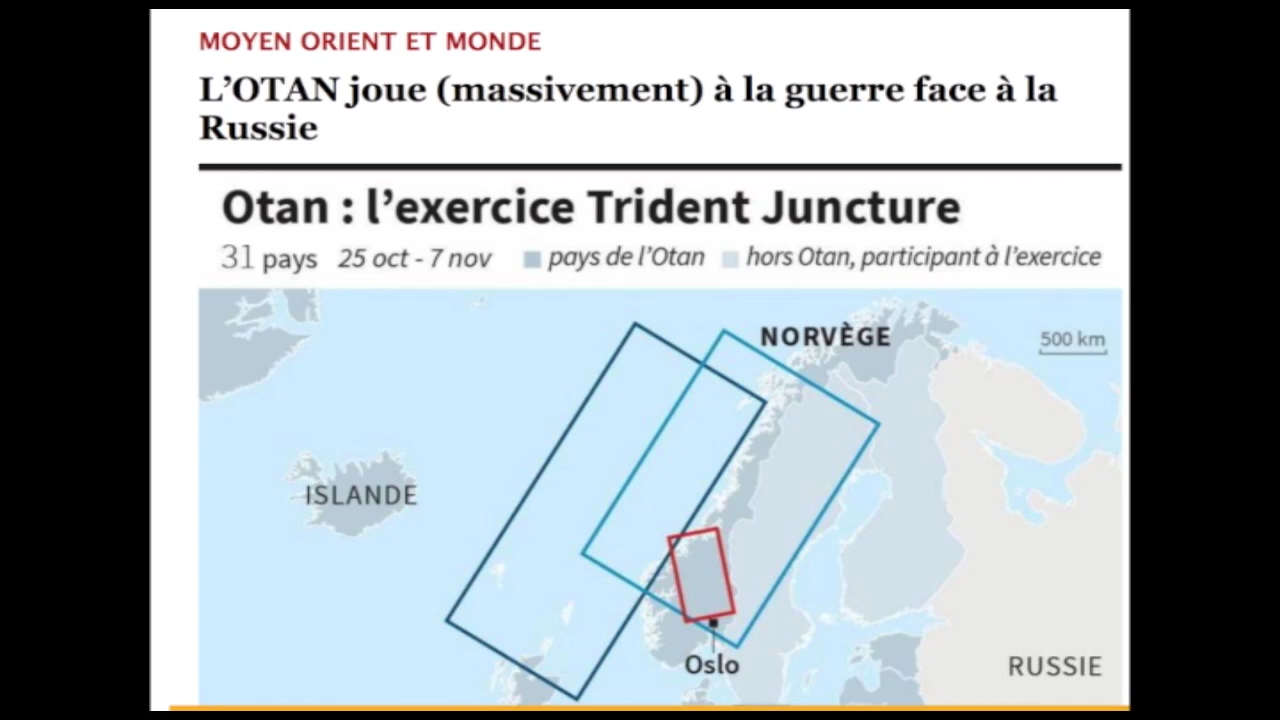 MOYEN ORIENT ET MONDE
L’OTAN joue (massivement) à la guerre face à la
Russie
Otan : l’exercice Trident Juncture
31 pays 25 oct - 7 nov pays de l’Otan hors Otan, participant à l’exercice
NORVÈGE
500 km
ISLANDE
Oslo
RUSSIE